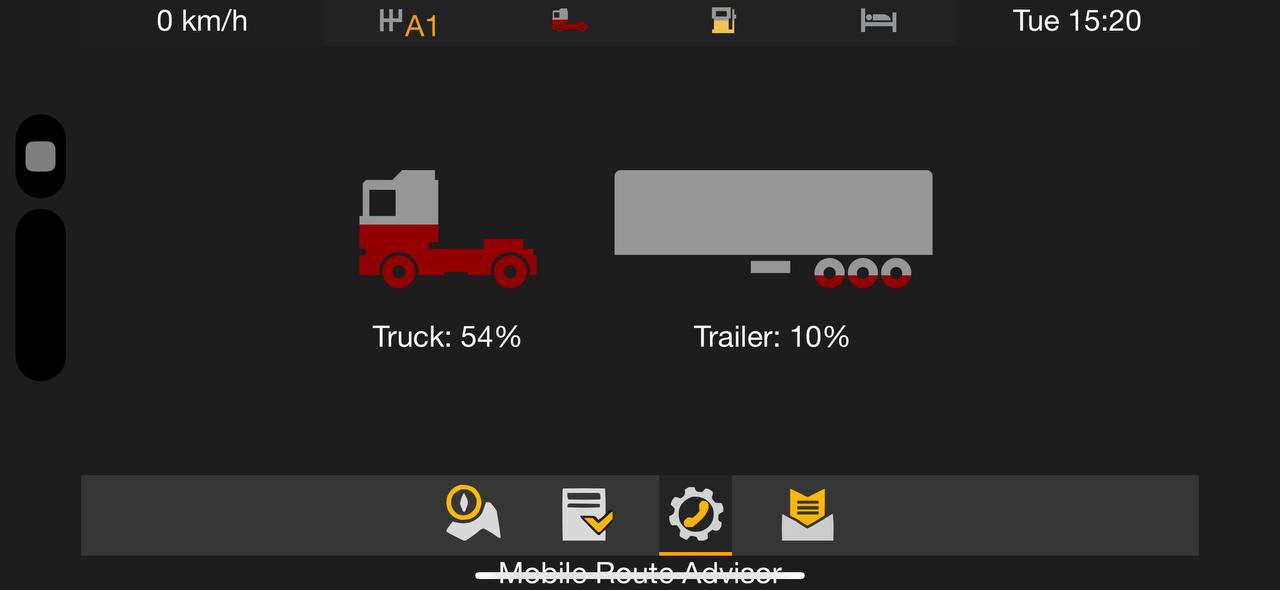 0 km/h
A1
Tue 15:20
Truck: 54%
Trailer: 10%
Mobile Route Advisor